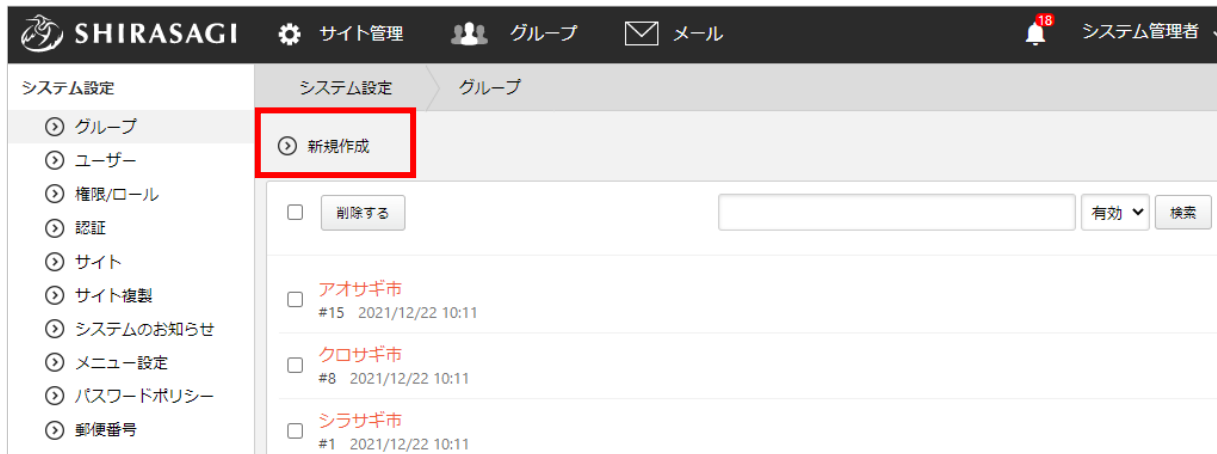 SHIRASAGI サイト管理 グループ メール 18 システム管理者
システム設定
グループ
ユーザー
権限/ロール
認証
サイト
サイト複製
システムのお知らせ
メニュー設定
パスワードポリシー
郵便番号
システム設定 グループ
新規作成
削除する 有効 検索
アオサギ市
#15 2021/12/22 10:11
クロサギ市
#8 2021/12/22 10:11
シラサギ市
#1 2021/12/22 10:11